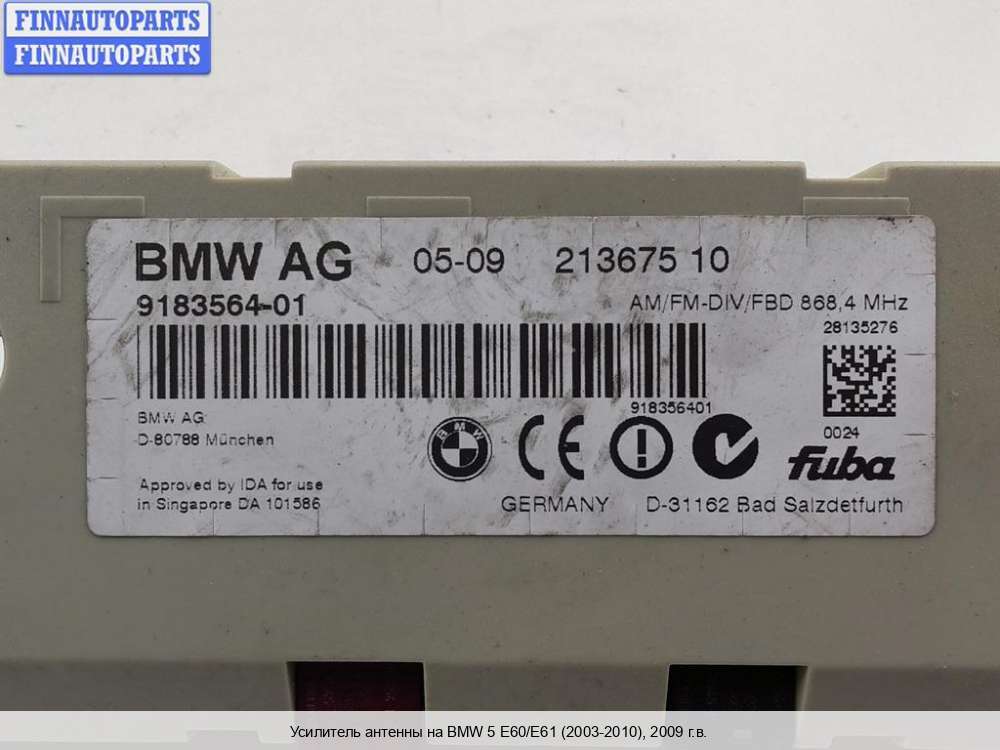 FINNAUTOPARTS
FINNAUTOPARTS
BMW AG 05-09 213675 10
9183564-01 AM/FM-DIV/FBD 868,4 MHz
28135276
918356401
BMW AG
D-80788 München
0024
BMW
CE
fuba
Approved by IDA for use
in Singapore DA 101586
GERMANY D-31162 Bad Salzdetfurth
Усилитель антенны на BMW 5 E60/E61 (2003-2010), 2009 г.в.